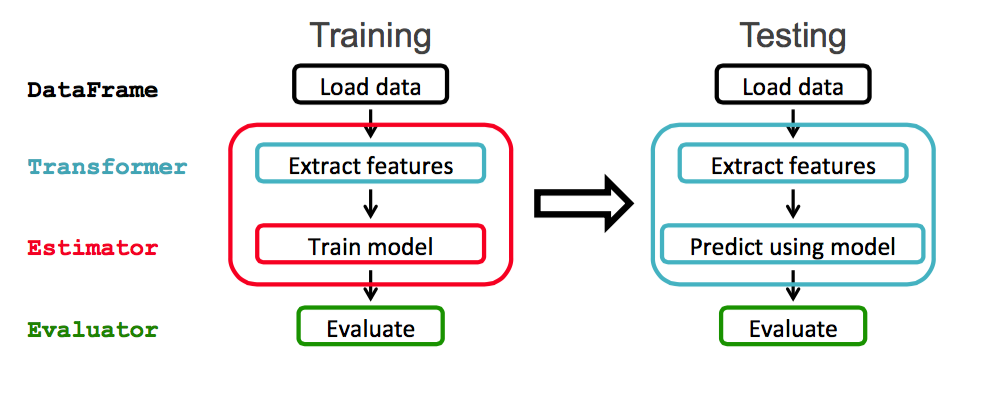 Training
Testing
DataFrame
Load data
Load data
Transformer
Extract features
Extract features
Estimator
Train model
Predict using model
Evaluator
Evaluate
Evaluate